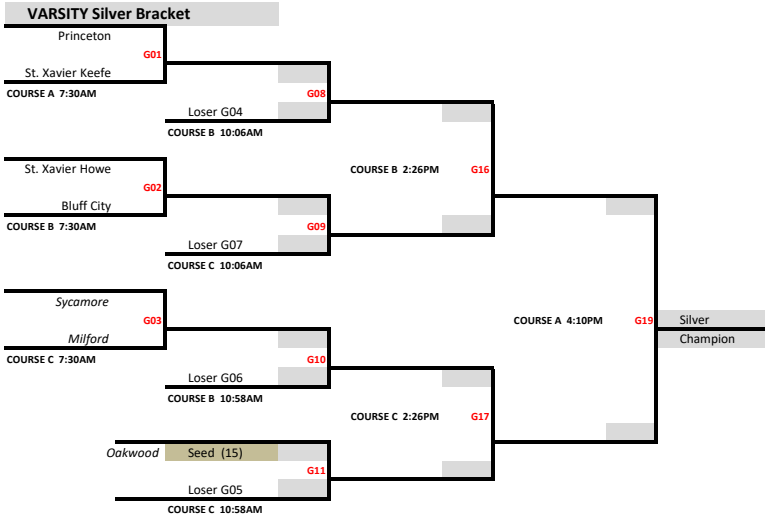 VARSITY Silver Bracket
Princeton
G01
St. Xavier Keefe
COURSE A 7:30AM
G08
Loser G04
COURSE B 10:06AM
St. Xavier Howe
COURSE B 2:26PM G16
G02
Bluff City
COURSE B 7:30AM
G09
Loser G07
COURSE C 10:06AM
Sycamore
G03
COURSE A 4:10PM G19 Silver
Milford
Champion
COURSE C 7:30AM
G10
Loser G06
COURSE B 10:58AM
COURSE C 2:26PM G17
Oakwood Seed (15)
G11
Loser G05
COURSE C 10:58AM